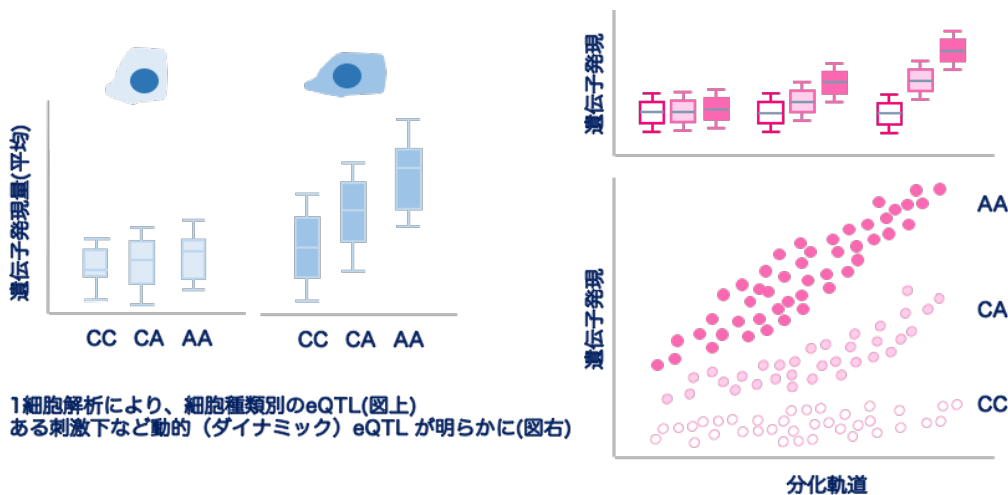 遺伝子発現量(平均)
CC CA AA
CC CA AA
1細胞解析により、細胞種類別のeQTL(図上)
ある刺激下など動的（ダイナミック）eQTL が明らかに(図右)
遺伝子発現
遺伝子発現
AA
CA
CC
分化軌道